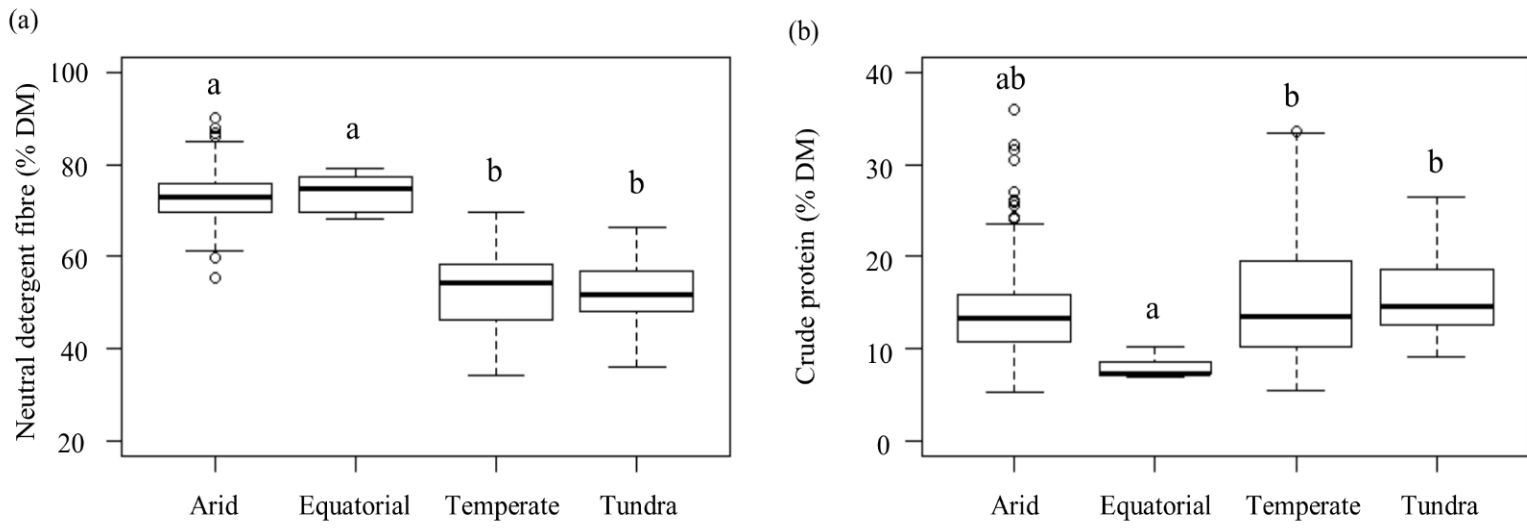 (a)
Neutral detergent fibre (% DM)
100
80
60
40
20
a
a
b
b
Arid Equatorial Temperate Tundra
(b)
Crude protein (% DM)
40
30
20
10
0
ab
a
b
b
Arid Equatorial Temperate Tundra